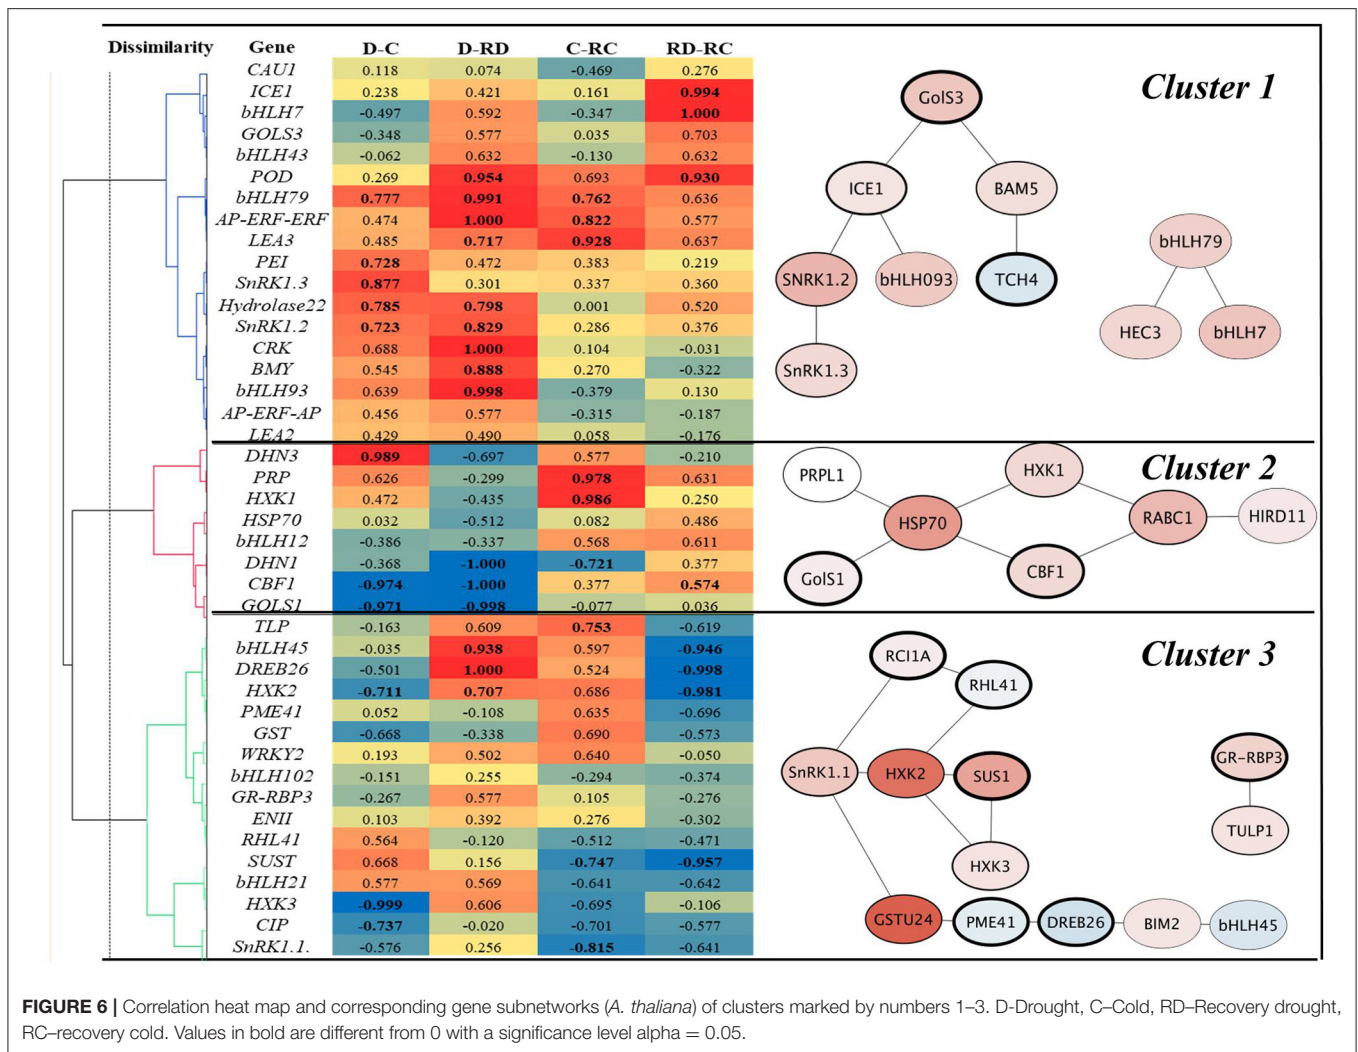 Dissimilarity Gene D-C D-RD C-RC RD-RC
CAU1 0.118 0.074 -0.469 0.276
ICE1 0.238 0.421 0.161 0.994
bHLH7 -0.497 0.592 -0.347 1.000
GOLS3 -0.348 0.577 0.035 0.703
bHLH43 -0.062 0.632 -0.130 0.632
POD 0.269 0.954 0.693 0.930
bHLH79 0.777 0.991 0.762 0.636
AP-ERF-ERF 0.474 1.000 0.822 0.577
LEA3 0.485 0.717 0.928 0.637
PEI 0.728 0.472 0.383 0.219
SnRK1.3 0.877 0.301 0.337 0.360
Hydrolase22 0.785 0.798 0.001 0.520
SnRK1.2 0.723 0.829 0.286 0.376
CRK 0.688 1.000 0.104 -0.031
BMY 0.545 0.888 0.270 -0.322
bHLH93 0.639 0.998 -0.379 0.130
AP-ERF-AP 0.456 0.577 -0.315 -0.187
LEA2 0.429 0.490 0.058 -0.176
DHN3 0.989 -0.697 0.577 -0.210
PRP 0.626 -0.299 0.978 0.631
HXK1 0.472 -0.435 0.986 0.250
HSP70 0.032 -0.512 0.082 0.486
bHLH12 -0.386 -0.337 0.568 0.611
DHN1 -0.368 -1.000 -0.721 0.377
CBF1 -0.974 -1.000 0.377 0.574
GOLS1 -0.971 -0.998 -0.077 0.036
TLP -0.163 0.609 0.753 -0.619
bHLH45 -0.035 0.938 0.597 -0.946
DREB26 -0.501 1.000 0.524 -0.998
HXK2 -0.711 0.707 0.686 -0.981
PME41 0.052 -0.108 0.635 -0.696
GST -0.668 -0.338 0.690 -0.573
WRKY2 0.193 0.502 0.640 -0.050
bHLH102 -0.151 0.255 -0.294 -0.374
GR-RBP3 -0.267 0.577 0.105 -0.276
ENII 0.103 0.392 0.276 -0.302
RHL41 0.564 -0.120 -0.512 -0.471
SUST 0.668 0.156 -0.747 -0.957
bHLH21 0.577 0.569 -0.641 -0.642
HXK3 -0.999 0.606 -0.695 -0.106
CIP -0.737 -0.020 -0.701 -0.577
SnRK1.1. -0.576 0.256 -0.815 -0.641
Cluster 1
GolS3
ICE1 BAM5
bHLH79
SNRK1.2 bHLH093 TCH4
HEC3 bHLH7
SnRK1.3
Cluster 2
PRPL1 HXK1
HSP70 RABC1 HIRD11
GolS1 CBF1
Cluster 3
RCI1A
RHL41
SnRK1.1 HXK2 SUS1 GR-RBP3
TULP1
HXK3
GSTU24 PME41 DREB26 BIM2 bHLH45
FIGURE 6 | Correlation heat map and corresponding gene subnetworks (A. thaliana) of clusters marked by numbers 1–3. D-Drought, C–Cold, RD–Recovery drought,
RC–recovery cold. Values in bold are different from 0 with a significance level alpha = 0.05.